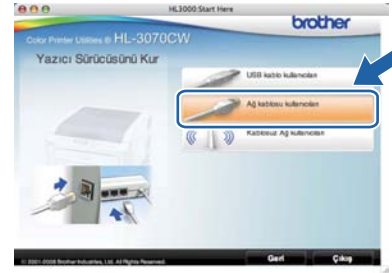 HL3000 Start Here
brother
Color Printer Utilities © HL-3070CW
Yazıcı Sürücüsünü Kur
USB kablo kullanıcıları
Ağ kablosu kullanıcıları
Kablosuz Ağ kullanıcıları
© 2001-2008 Brother Industries, Ltd. All Rights Reserved.
Geri
Çıkış